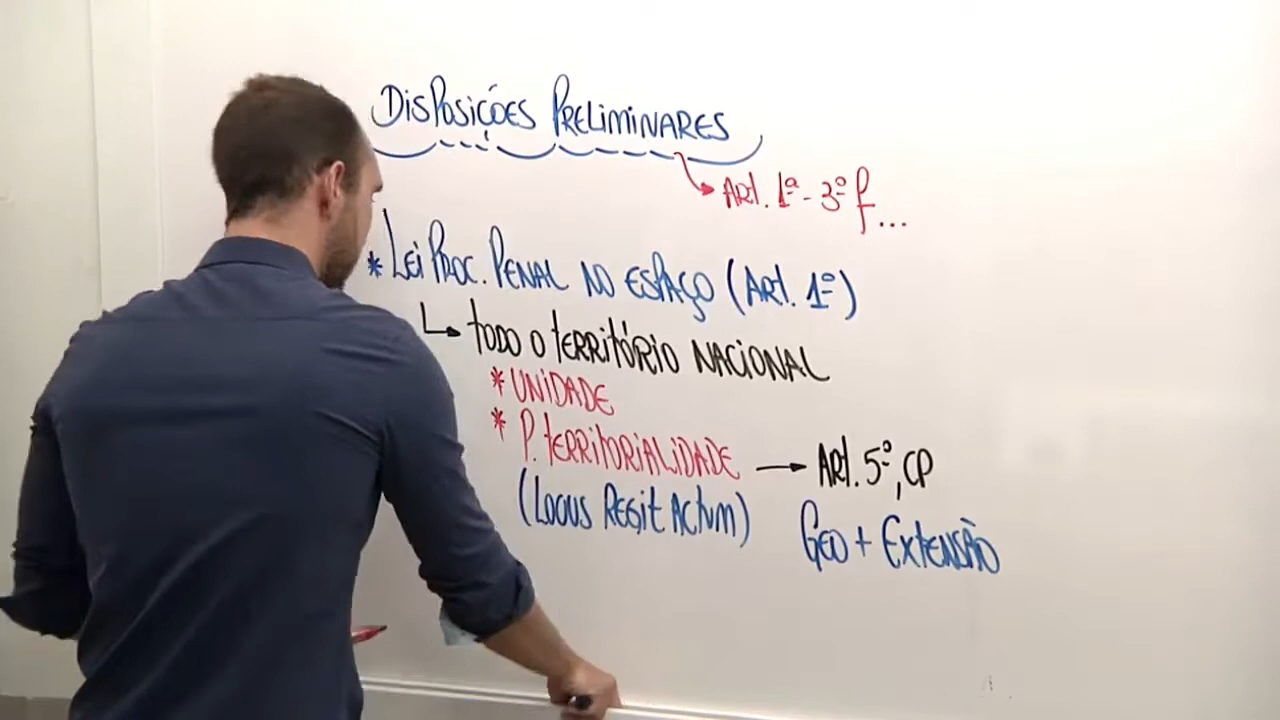 DISPOSIÇÕES PRELIMINARES
ART. 1º - 3º f...
* LEI PROC. PENAL NO ESPAÇO (ART. 1º)
↳ TODO O TERRITÓRIO NACIONAL
* UNIDADE
* P. TERRITORIALIDADE → ART. 5º, CP
(LOCUS REGIT ACTUM) GEO + EXTENSÃO